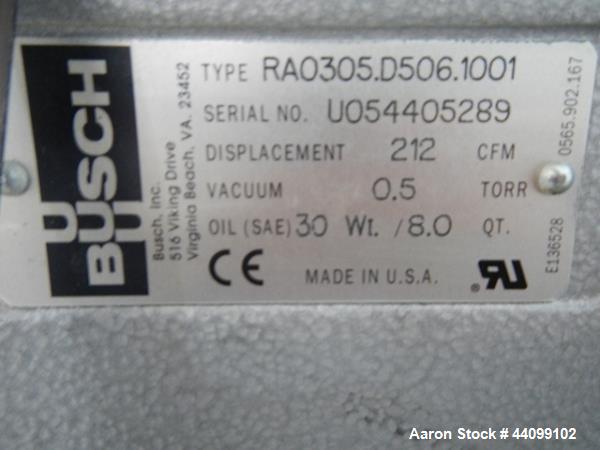 BUSCH
Busch, Inc.
516 Viking Drive
Virginia Beach, VA. 23452
TYPE RA0305.D506.1001
SERIAL NO. U054405289
DISPLACEMENT 212 CFM
VACUUM 0.5 TORR
OIL (SAE) 30 Wt. / 8.0 QT.
CE MADE IN U.S.A. RU
0565.902.167
E136528
Aaron Stock # 44099102